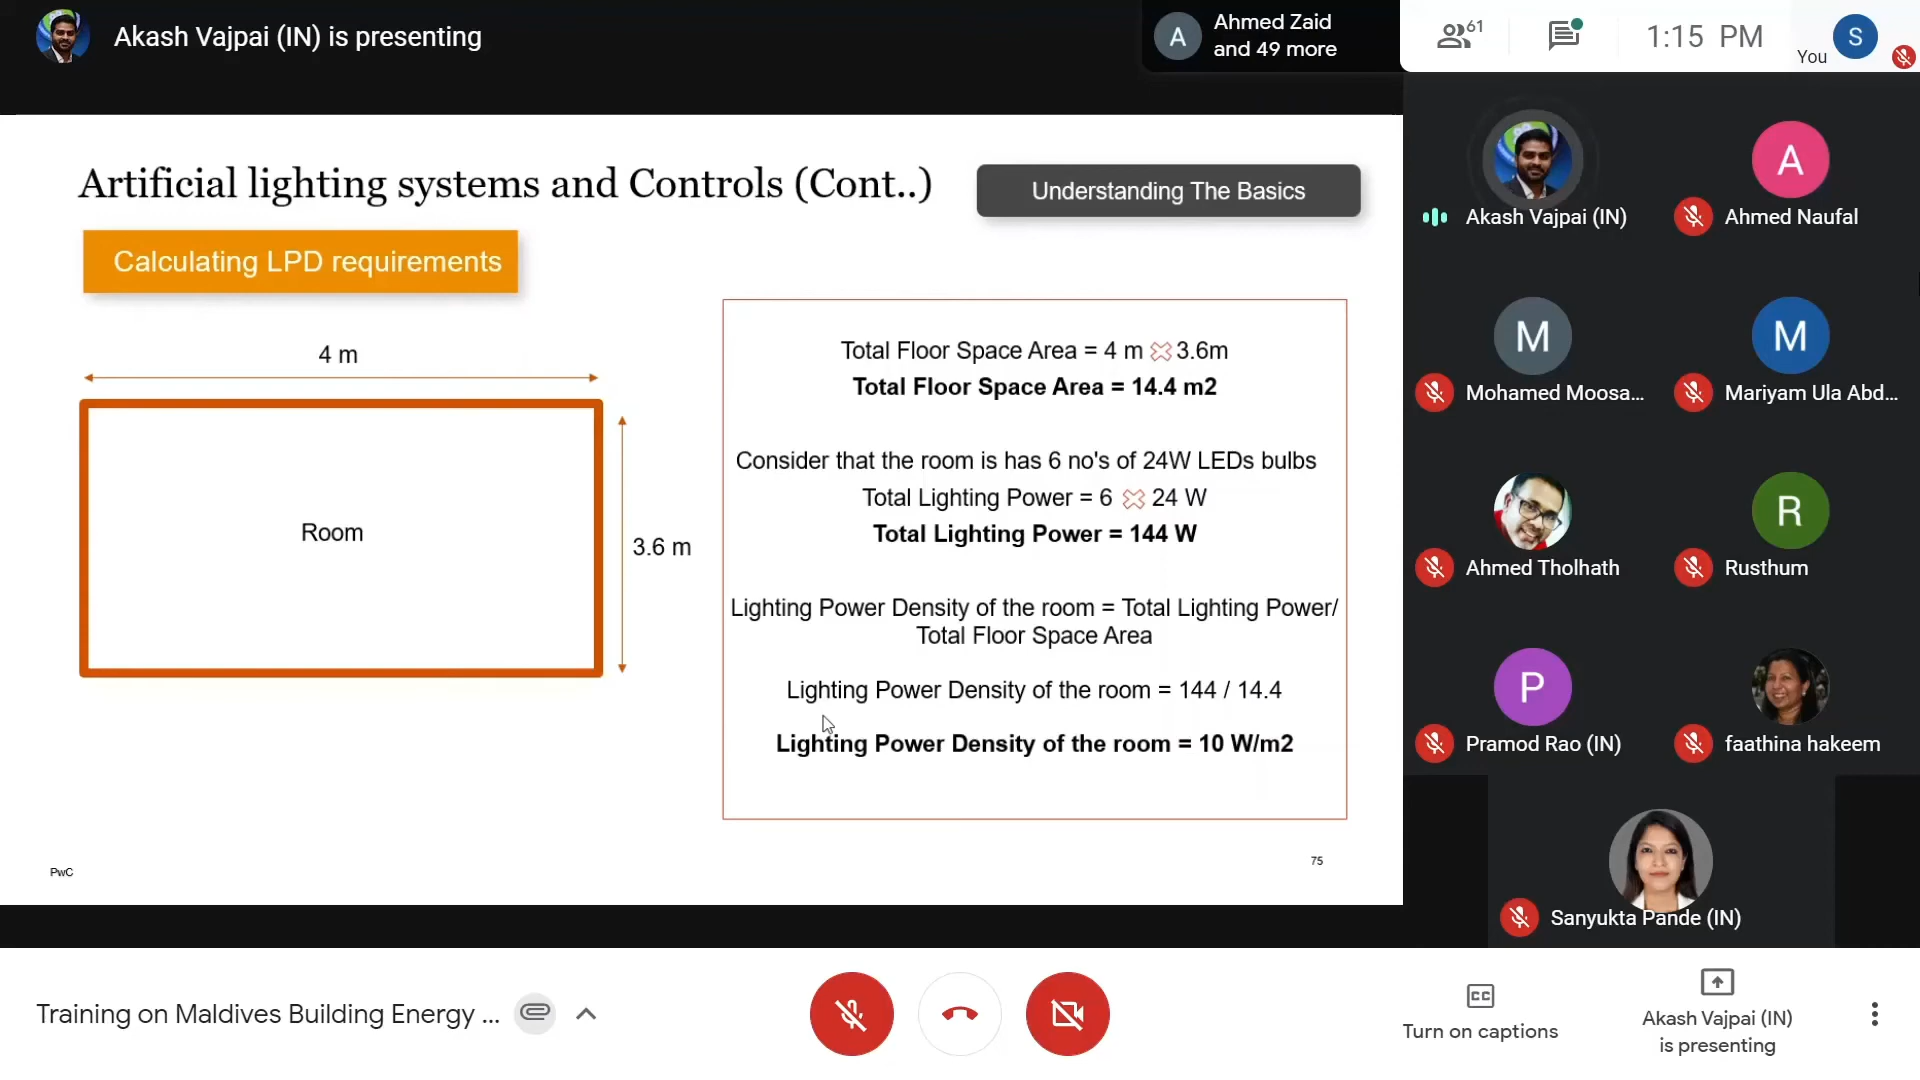 Akash Vajpai (IN) is presenting
A
Ahmed Zaid
and 49 more
61
1:15 PM
You
S
Artificial lighting systems and Controls (Cont..)
Understanding The Basics
Calculating LPD requirements
4 m
Room
3.6 m
Total Floor Space Area = 4 m 3.6m
Total Floor Space Area = 14.4 m2
Consider that the room is has 6 no's of 24W LEDs bulbs
Total Lighting Power = 6 24 W
Total Lighting Power = 144 W
Lighting Power Density of the room = Total Lighting Power/
Total Floor Space Area
Lighting Power Density of the room = 144 / 14.4
Lighting Power Density of the room = 10 W/m2
PwC
75
Akash Vajpai (IN)
A
Ahmed Naufal
M
Mohamed Moosa...
M
Mariyam Ula Abd...
Ahmed Tholhath
R
Rusthum
P
Pramod Rao (IN)
faathina hakeem
Sanyukta Pande (IN)
Training on Maldives Building Energy ...
CC
Turn on captions
Akash Vajpai (IN)
is presenting